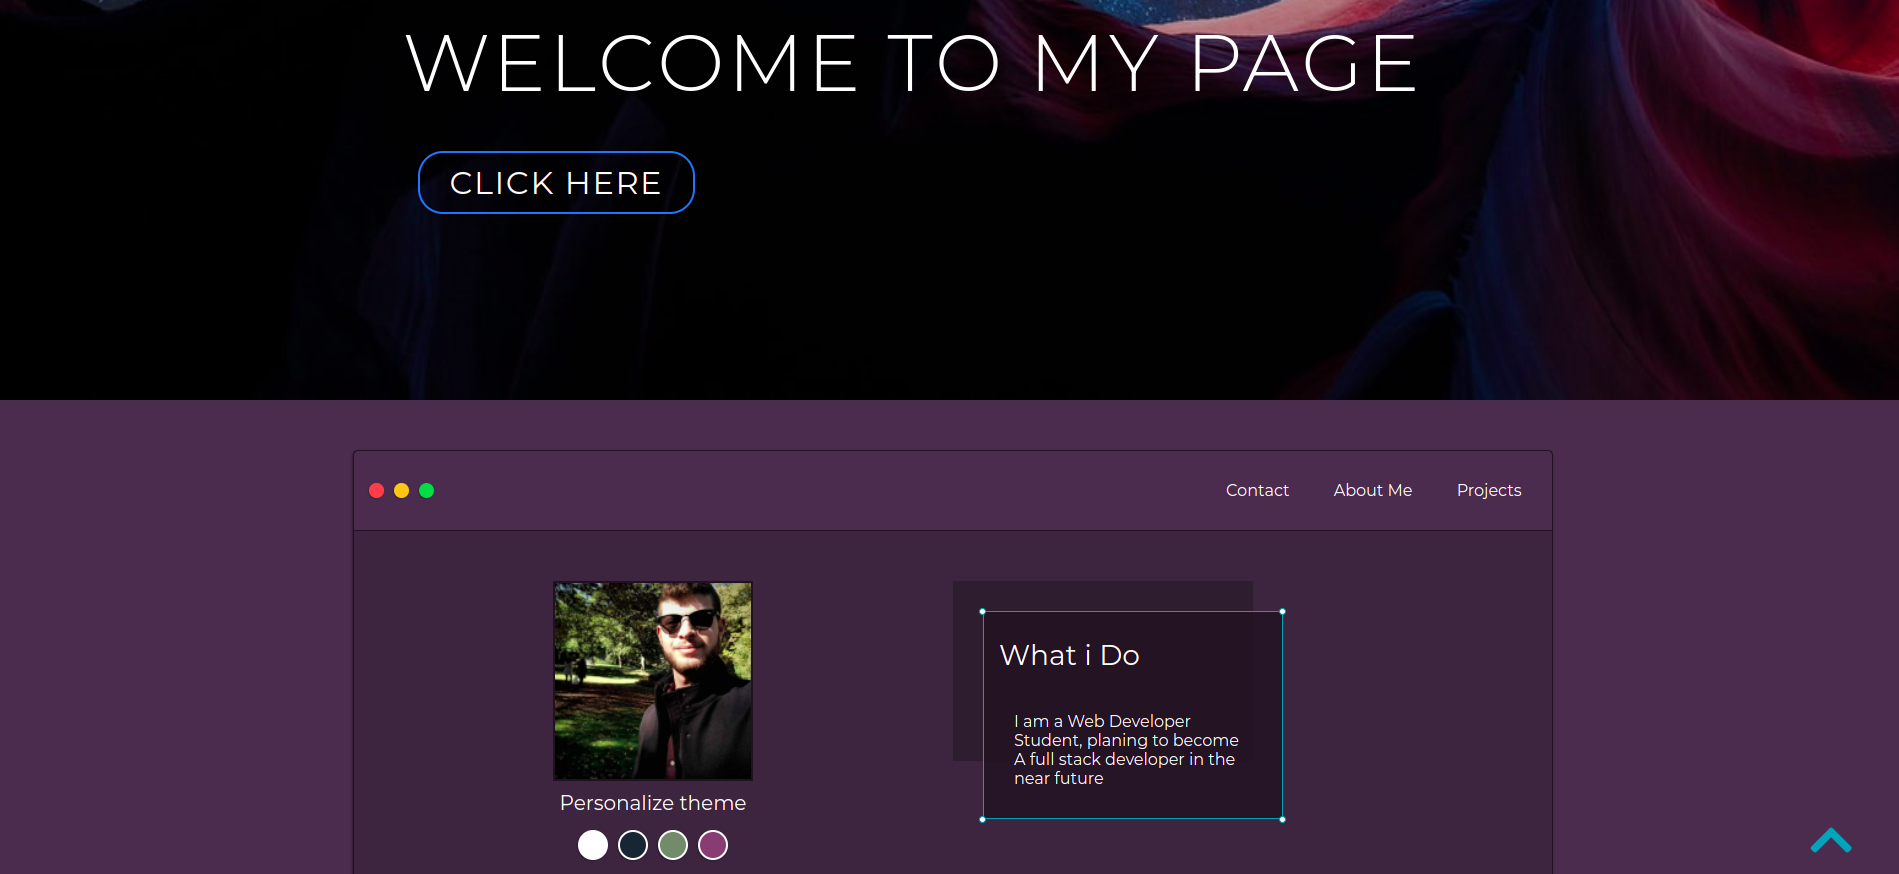 WELCOME TO MY PAGE
CLICK HERE
Contact About Me Projects
What i Do
I am a Web Developer
Student, planing to become
A full stack developer in the
near future
Personalize theme